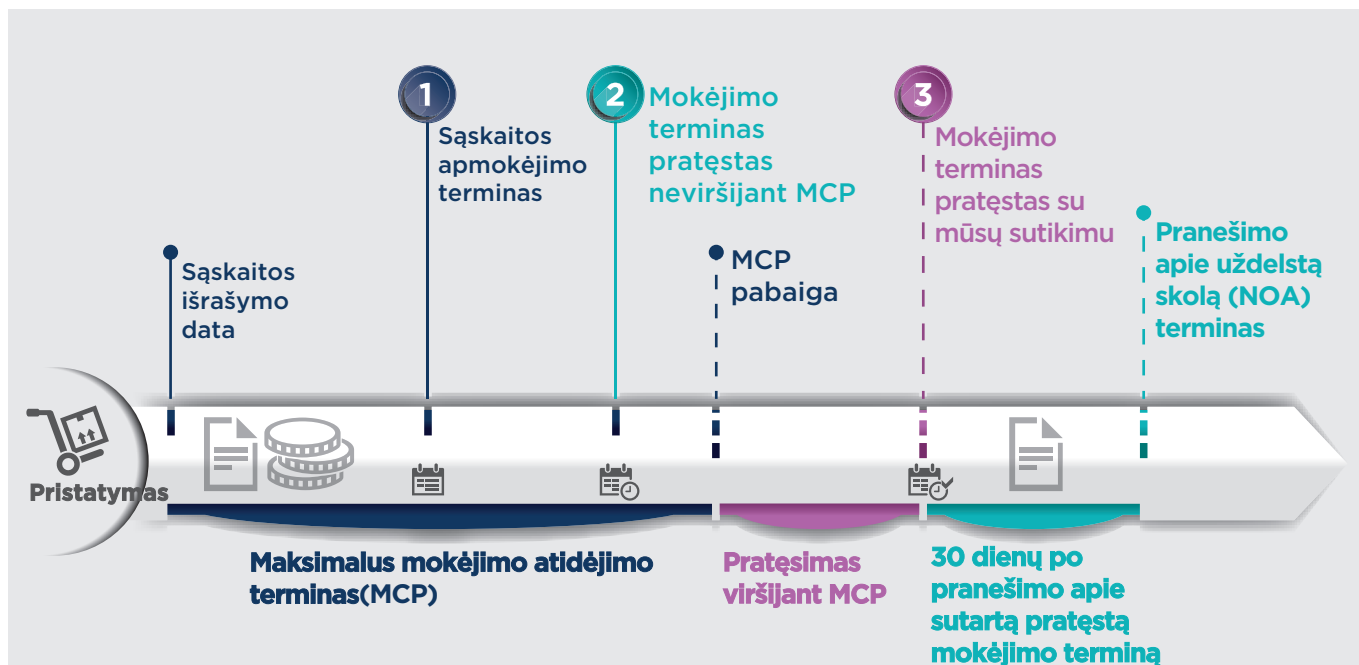 1
Sąskaitos
apmokėjimo
terminas
2
Mokėjimo
terminas
pratęstas
neviršijant MCP
3
Mokėjimo
terminas
pratęstas su
mūsų sutikimu
Sąskaitos
išrašymo
data
MCP
pabaiga
Pranešimo
apie uždelstą
skolą (NOA)
terminas
Pristatymas
Maksimalus mokėjimo atidėjimo
terminas(MCP)
Pratęsimas
viršijant MCP
30 dienų po
pranešimo apie
sutartą pratęstą
mokėjimo terminą